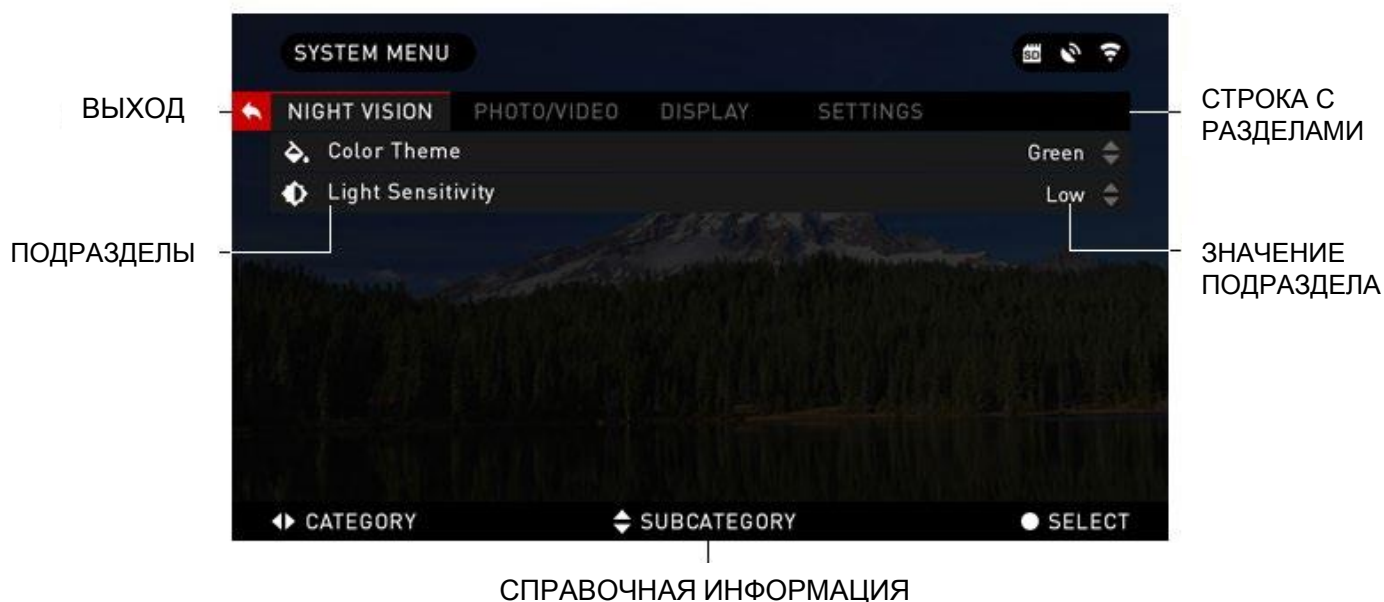 SYSTEM MENU
SD
ВЫХОД
NIGHT VISION PHOTO/VIDEO DISPLAY SETTINGS
СТРОКА С
РАЗДЕЛАМИ
Color Theme Green
Light Sensitivity Low
ПОДРАЗДЕЛЫ
ЗНАЧЕНИЕ
ПОДРАЗДЕЛА
CATEGORY SUBCATEGORY SELECT
СПРАВОЧНАЯ ИНФОРМАЦИЯ